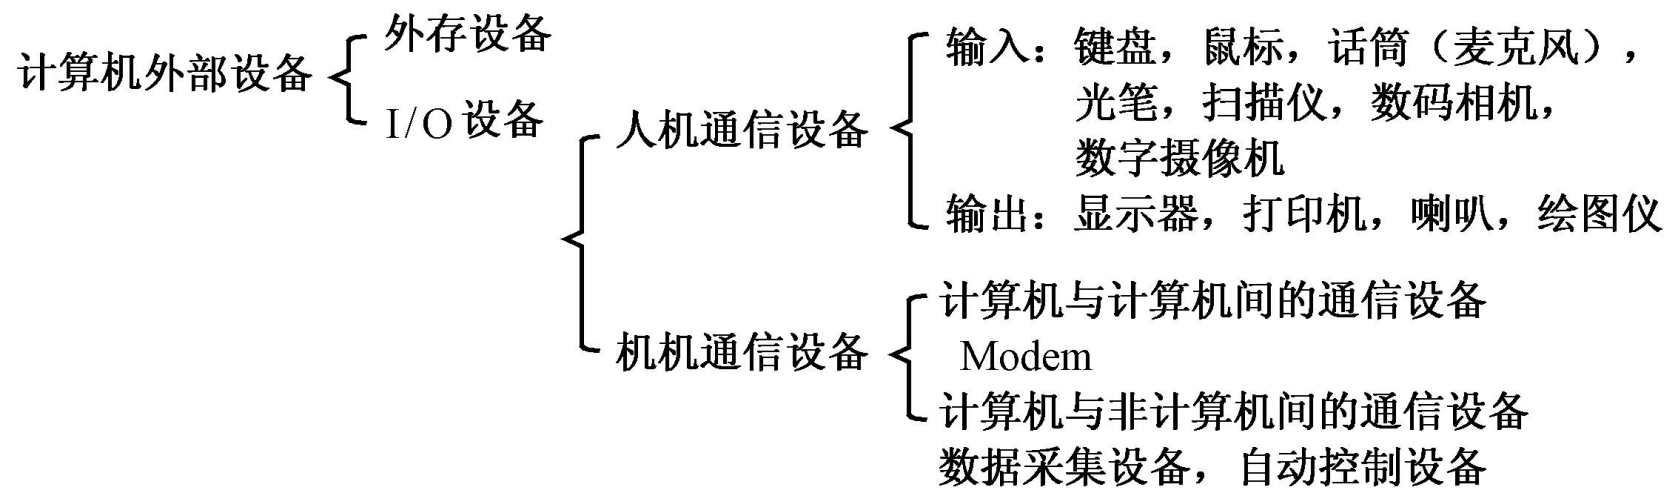 计算机外部设备
外存设备
I/O设备
人机通信设备
输入：键盘，鼠标，话筒（麦克风），
光笔，扫描仪，数码相机，
数字摄像机
输出：显示器，打印机，喇叭，绘图仪
机机通信设备
计算机与计算机间的通信设备
Modem
计算机与非计算机间的通信设备
数据采集设备，自动控制设备